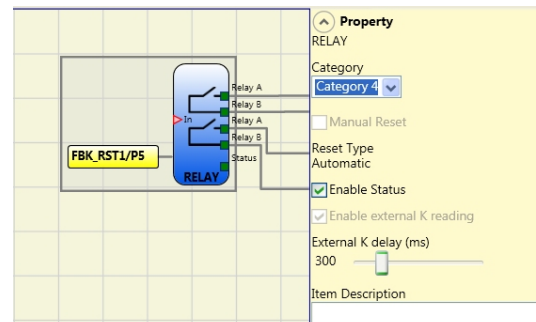 Property
RELAY
Category
Category 4
Manual Reset
Reset Type
Automatic
Enable Status
Enable external K reading
External K delay (ms)
300
Item Description
Relay A
Relay B
In
Relay A
Relay B
Status
FBK_RST1/P5
RELAY